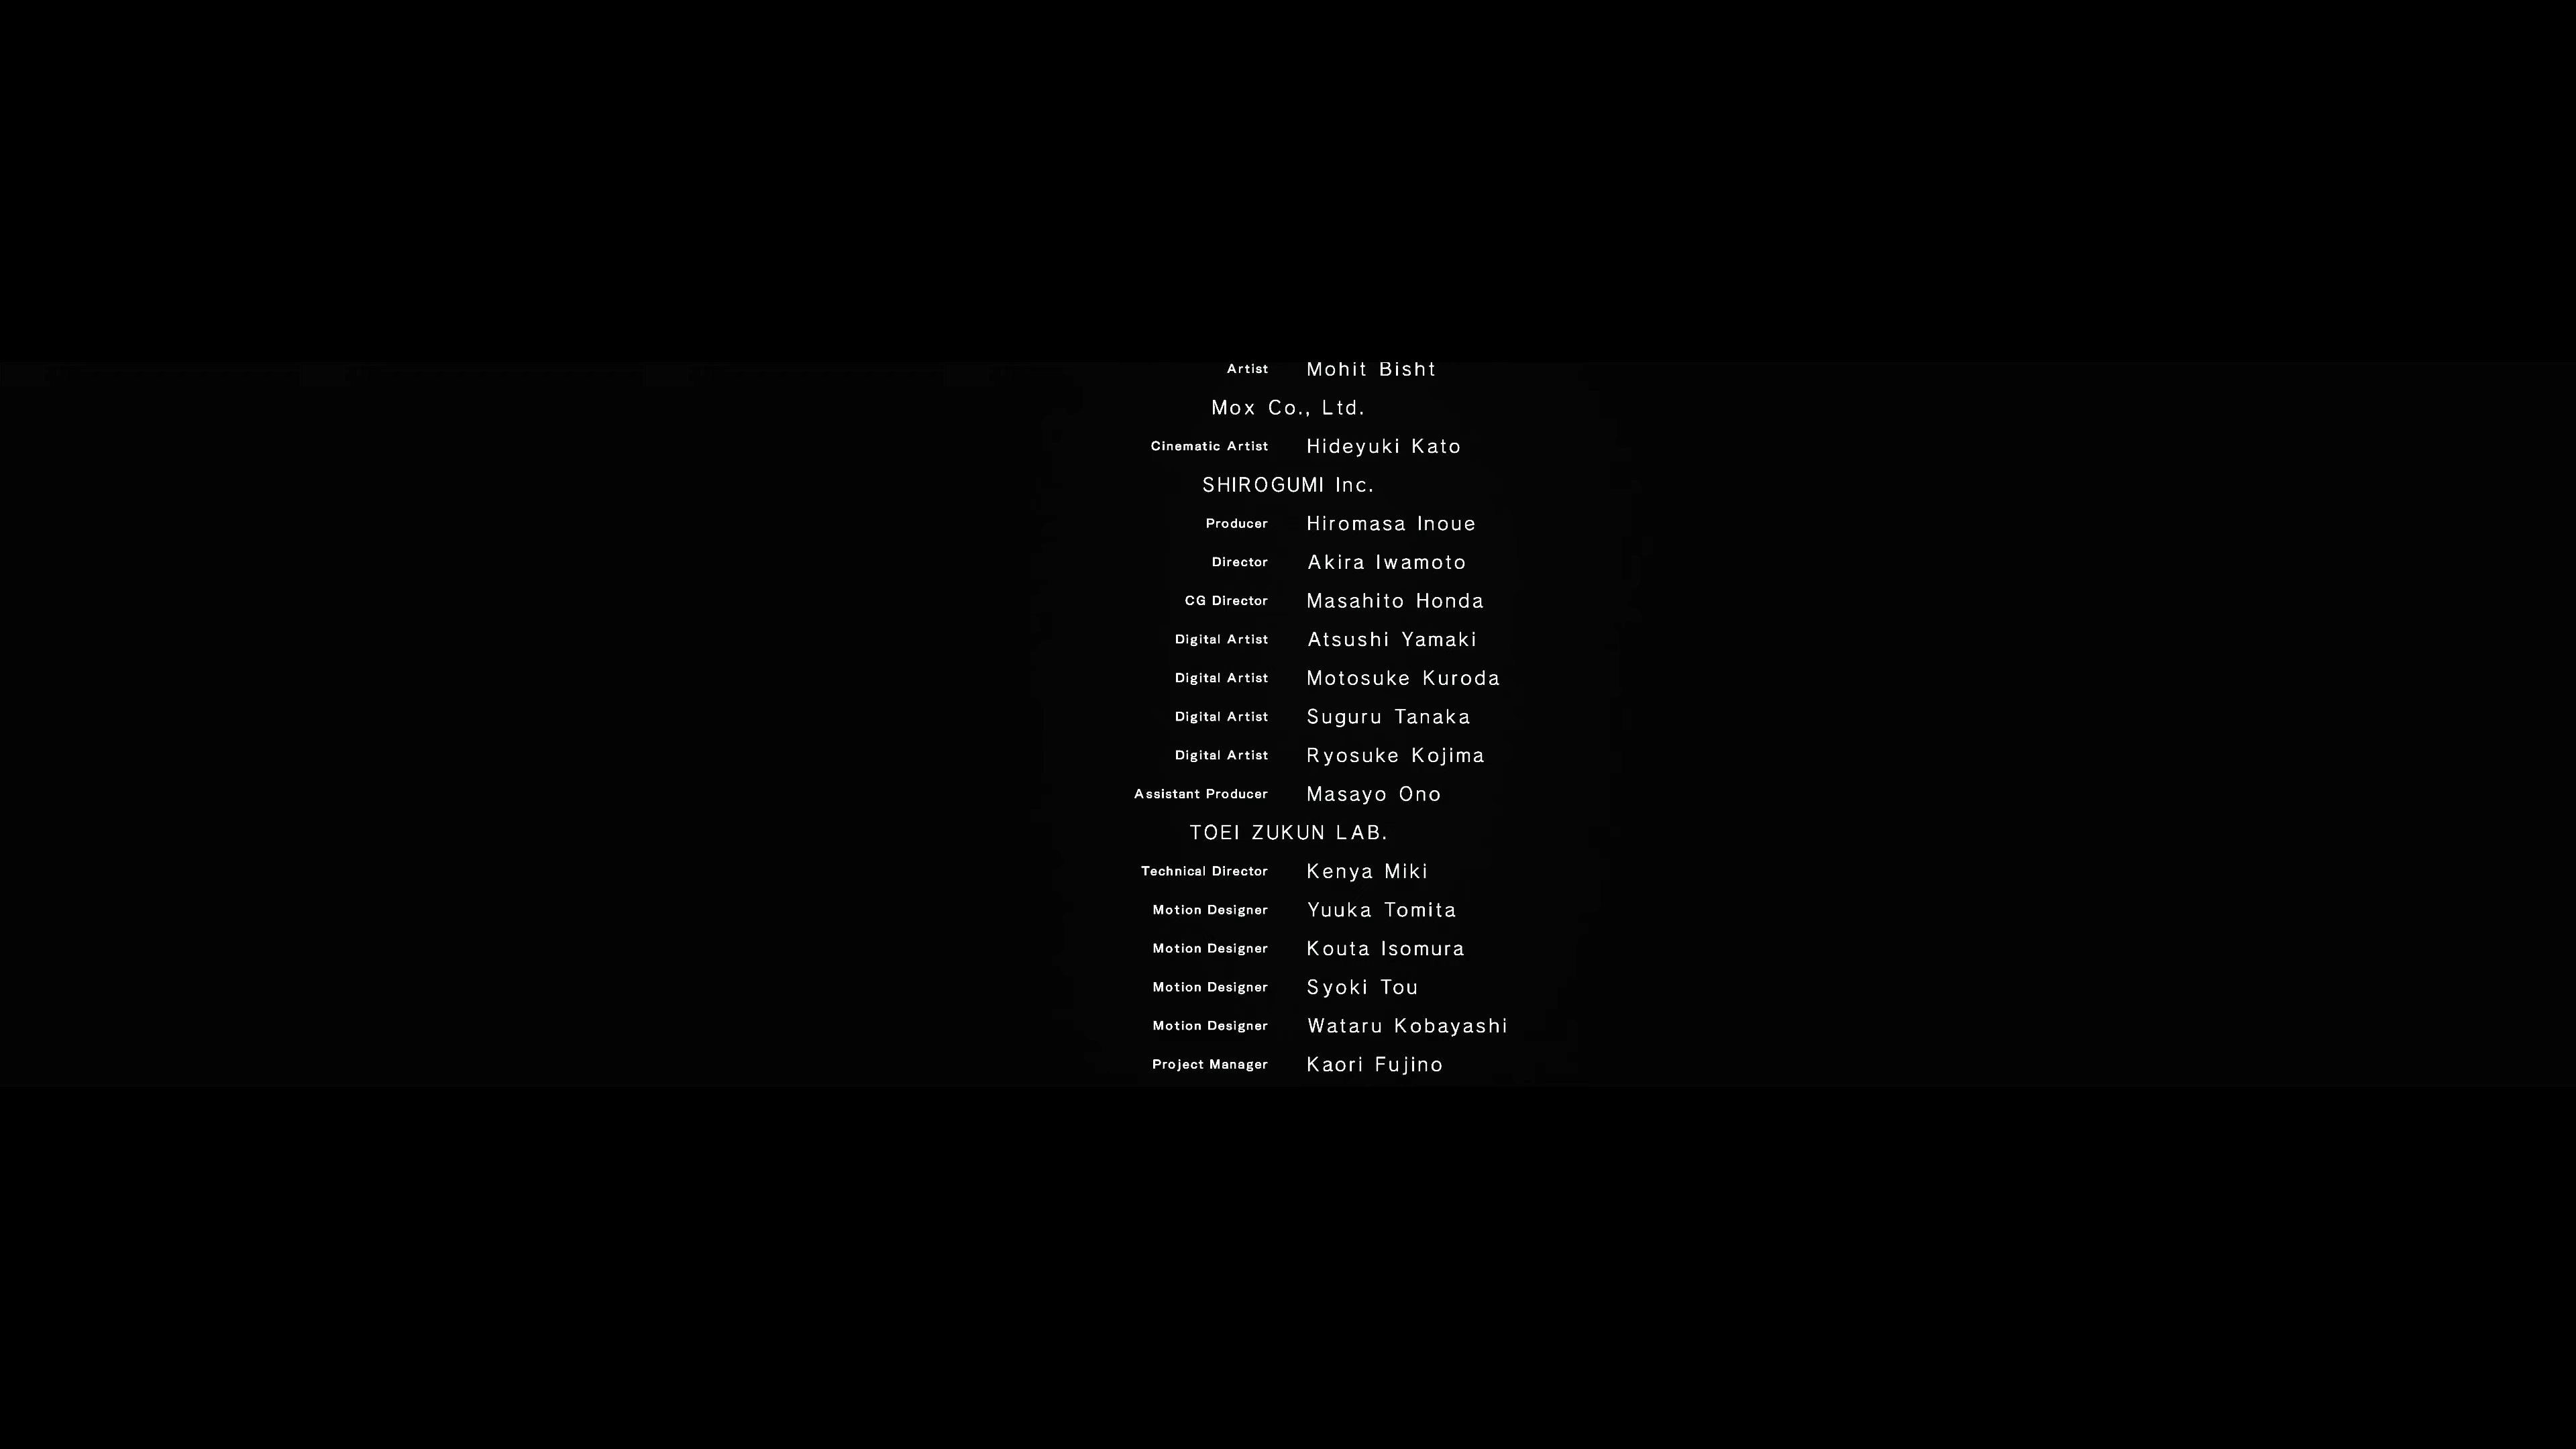 Artist Mohit Bisht
Mox Co., Ltd.
Cinematic Artist Hideyuki Kato
SHIROGUMI Inc.
Producer Hiromasa Inoue
Director Akira Iwamoto
CG Director Masahito Honda
Digital Artist Atsushi Yamaki
Digital Artist Motosuke Kuroda
Digital Artist Suguru Tanaka
Digital Artist Ryosuke Kojima
Assistant Producer Masayo Ono
TOEI ZUKUN LAB.
Technical Director Kenya Miki
Motion Designer Yuuka Tomita
Motion Designer Kouta Isomura
Motion Designer Syoki Tou
Motion Designer Wataru Kobayashi
Project Manager Kaori Fujino